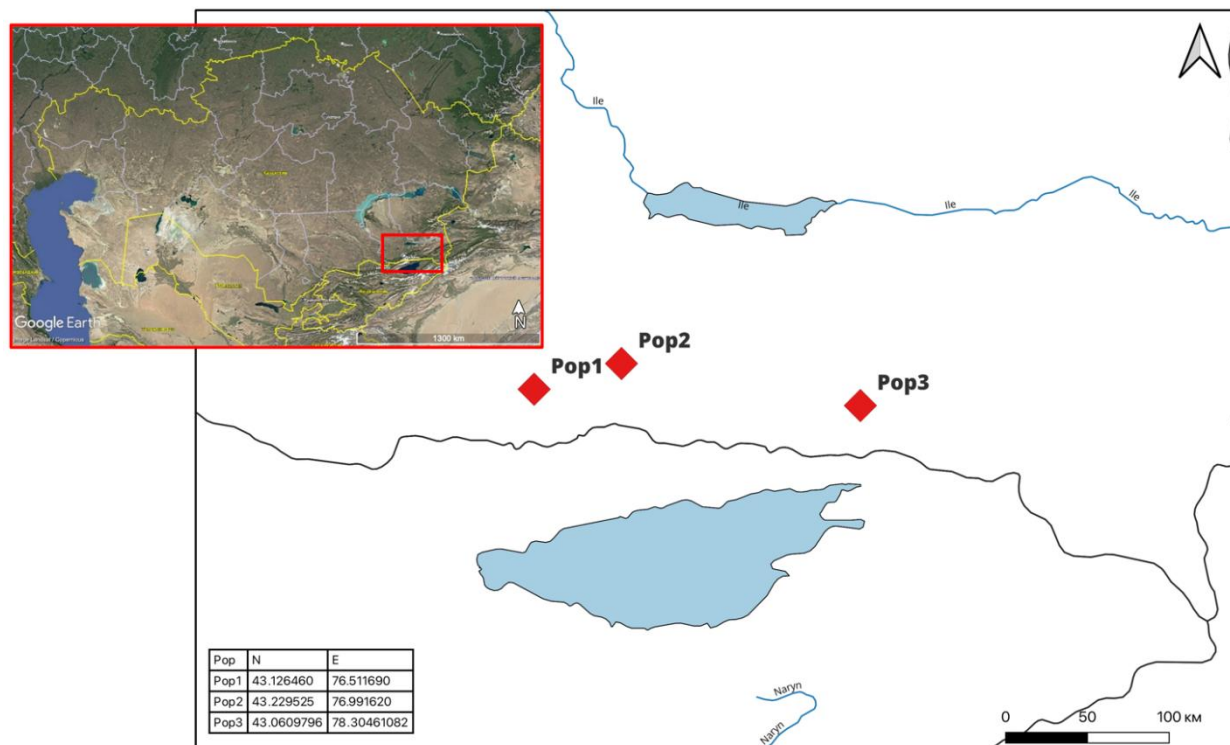 Google Earth
1300 km
N
Ile
Ile
Ile
Ile
Pop1
Pop2
Pop3
Pop N E
Pop1 43.126460 76.511690
Pop2 43.229525 76.991620
Pop3 43.0609796 78.30461082
Naryn
Naryn
0 50 100 км